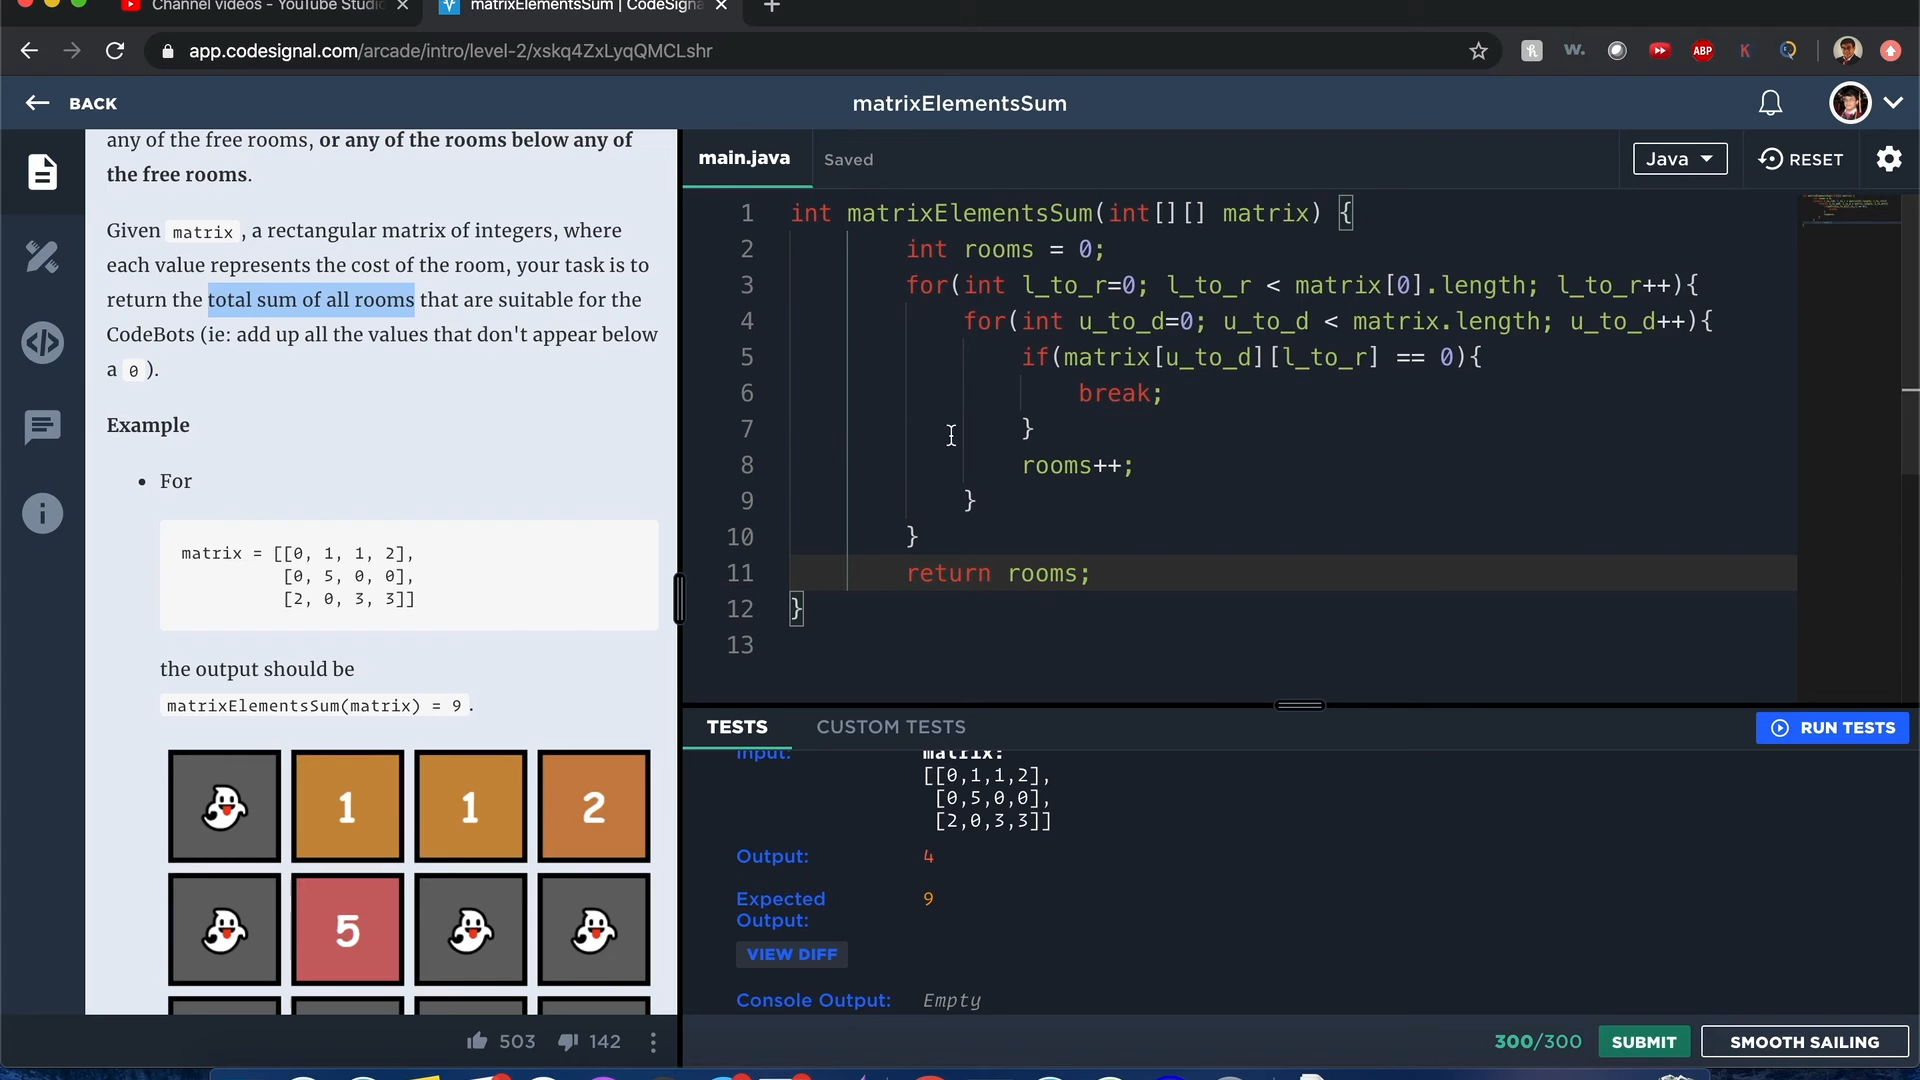 Channel videos - YouTube Studio
matrixElementsSum | CodeSigna
app.codesignal.com/arcade/intro/level-2/xskq4ZxLyqQMCLshr
w.
ABP
K
BACK
matrixElementsSum
any of the free rooms, or any of the rooms below any of
the free rooms.
Given matrix , a rectangular matrix of integers, where
each value represents the cost of the room, your task is to
return the total sum of all rooms that are suitable for the
CodeBots (ie: add up all the values that don't appear below
a 0 ).
Example
• For
matrix = [[0, 1, 1, 2],
[0, 5, 0, 0],
[2, 0, 3, 3]]
the output should be
matrixElementsSum(matrix) = 9 .
1 1 2
5
503 142
main.java Saved
Java RESET
1 int matrixElementsSum(int[][] matrix) {
2 int rooms = 0;
3 for(int l_to_r=0; l_to_r < matrix[0].length; l_to_r++){
4 for(int u_to_d=0; u_to_d < matrix.length; u_to_d++){
5 if(matrix[u_to_d][l_to_r] == 0){
6 break;
7 }
8 rooms++;
9 }
10 }
11 return rooms;
12 }
13
TESTS CUSTOM TESTS
RUN TESTS
Input: matrix:
[[0,1,1,2],
[0,5,0,0],
[2,0,3,3]]
Output: 4
Expected 9
Output:
VIEW DIFF
Console Output: Empty
300/300 SUBMIT SMOOTH SAILING